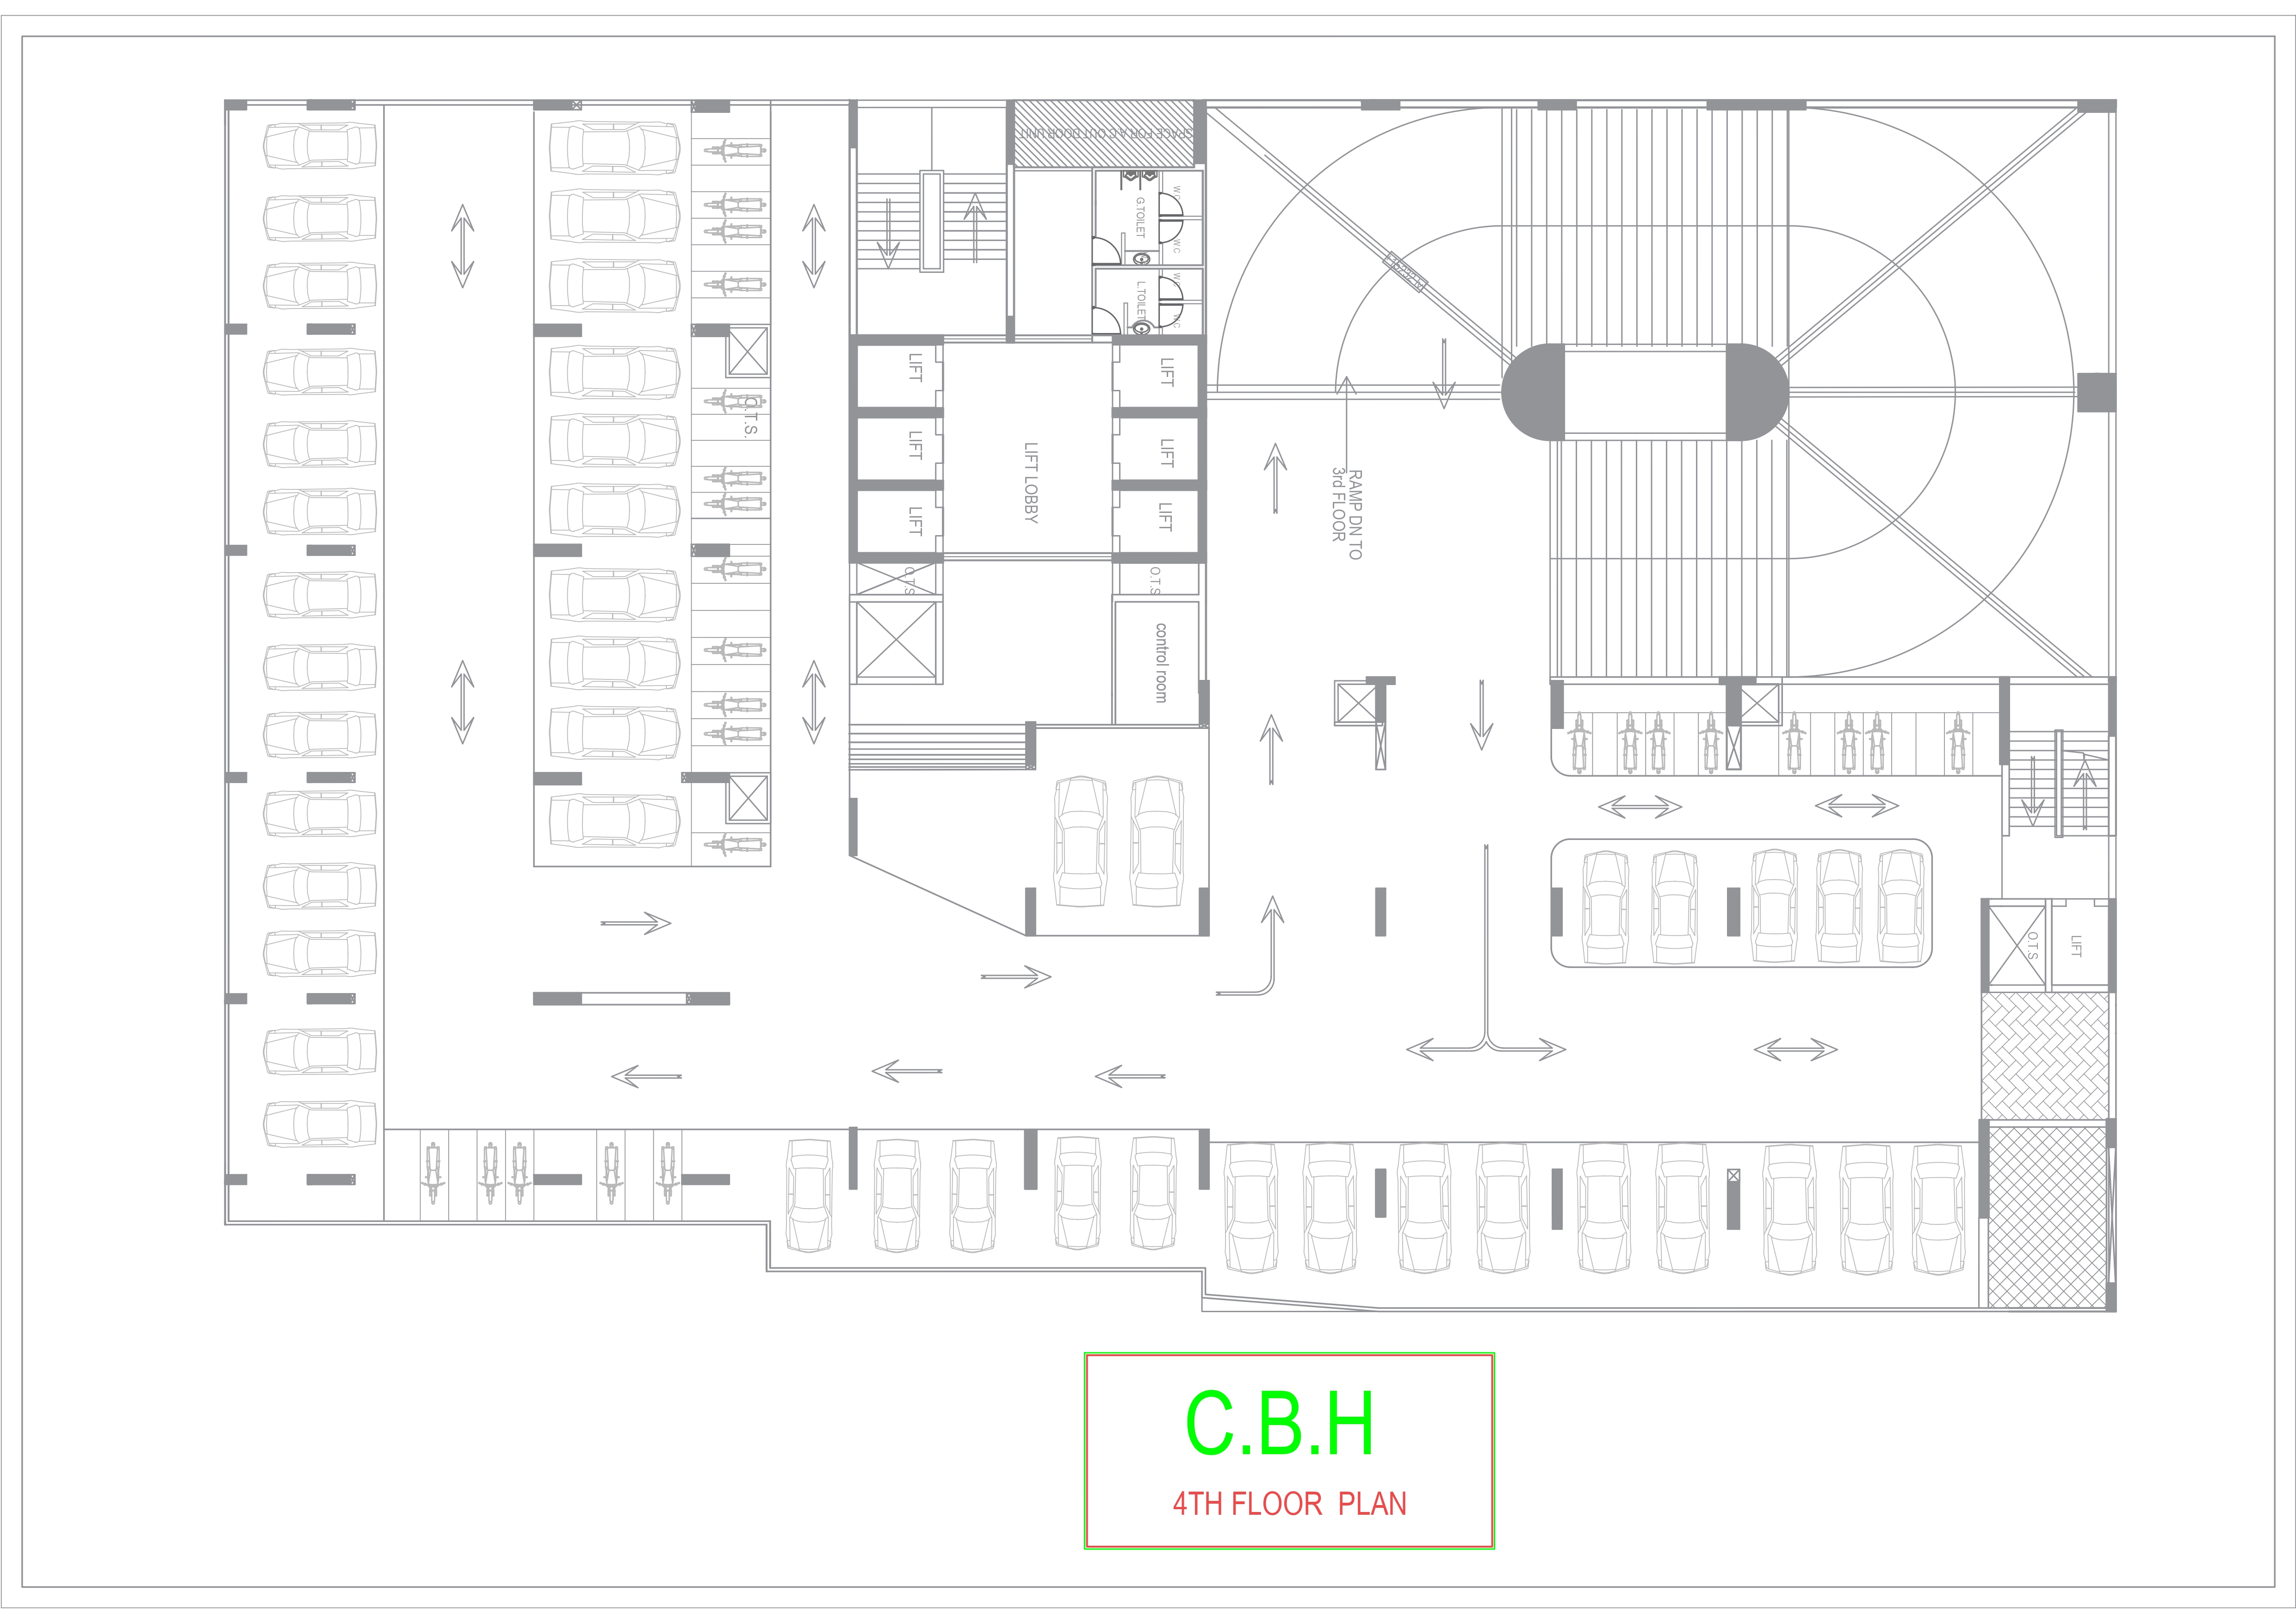 SPACE FOR A.C OUT DOOR UNIT
W.C
G.TOILET
W.C
W.C
L.TOILET
W.C
LIFT
LIFT
O.T.S.
LIFT
LIFT
LIFT LOBBY
RAMP DN TO
3rd FLOOR
LIFT
LIFT
O.T.S
O.T.S
control room
O.T.S
LIFT
C.B.H
4TH FLOOR PLAN